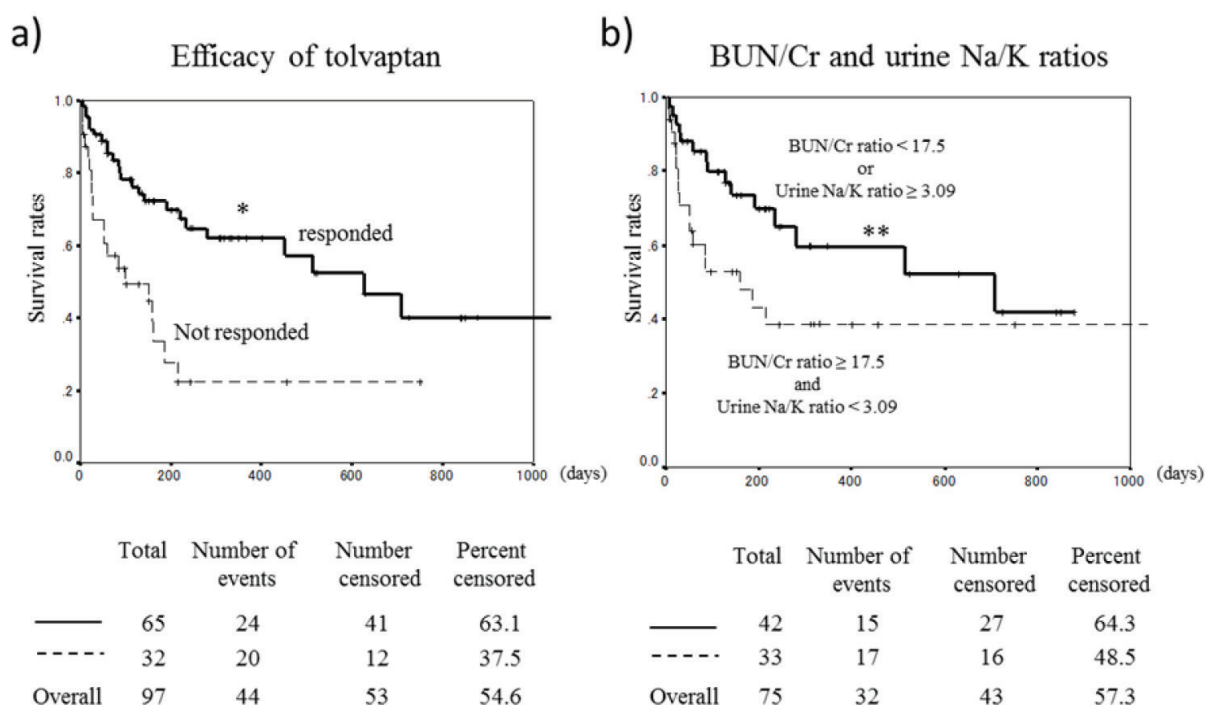 a)
Efficacy of tolvaptan
Survival rates
1.0
.8
.6
.4
.2
0.0
*
responded
Not responded
0
200
400
600
800
1000
(days)
Total
Number of
events
Number
censored
Percent
censored
65
24
41
63.1
32
20
12
37.5
Overall
97
44
53
54.6
b)
BUN/Cr and urine Na/K ratios
Survival rates
1.0
.8
.6
.4
.2
0.0
BUN/Cr ratio < 17.5
or
Urine Na/K ratio ≥ 3.09
**
BUN/Cr ratio ≥ 17.5
and
Urine Na/K ratio < 3.09
0
200
400
600
800
1000
(days)
Total
Number of
events
Number
censored
Percent
censored
42
15
27
64.3
33
17
16
48.5
Overall
75
32
43
57.3